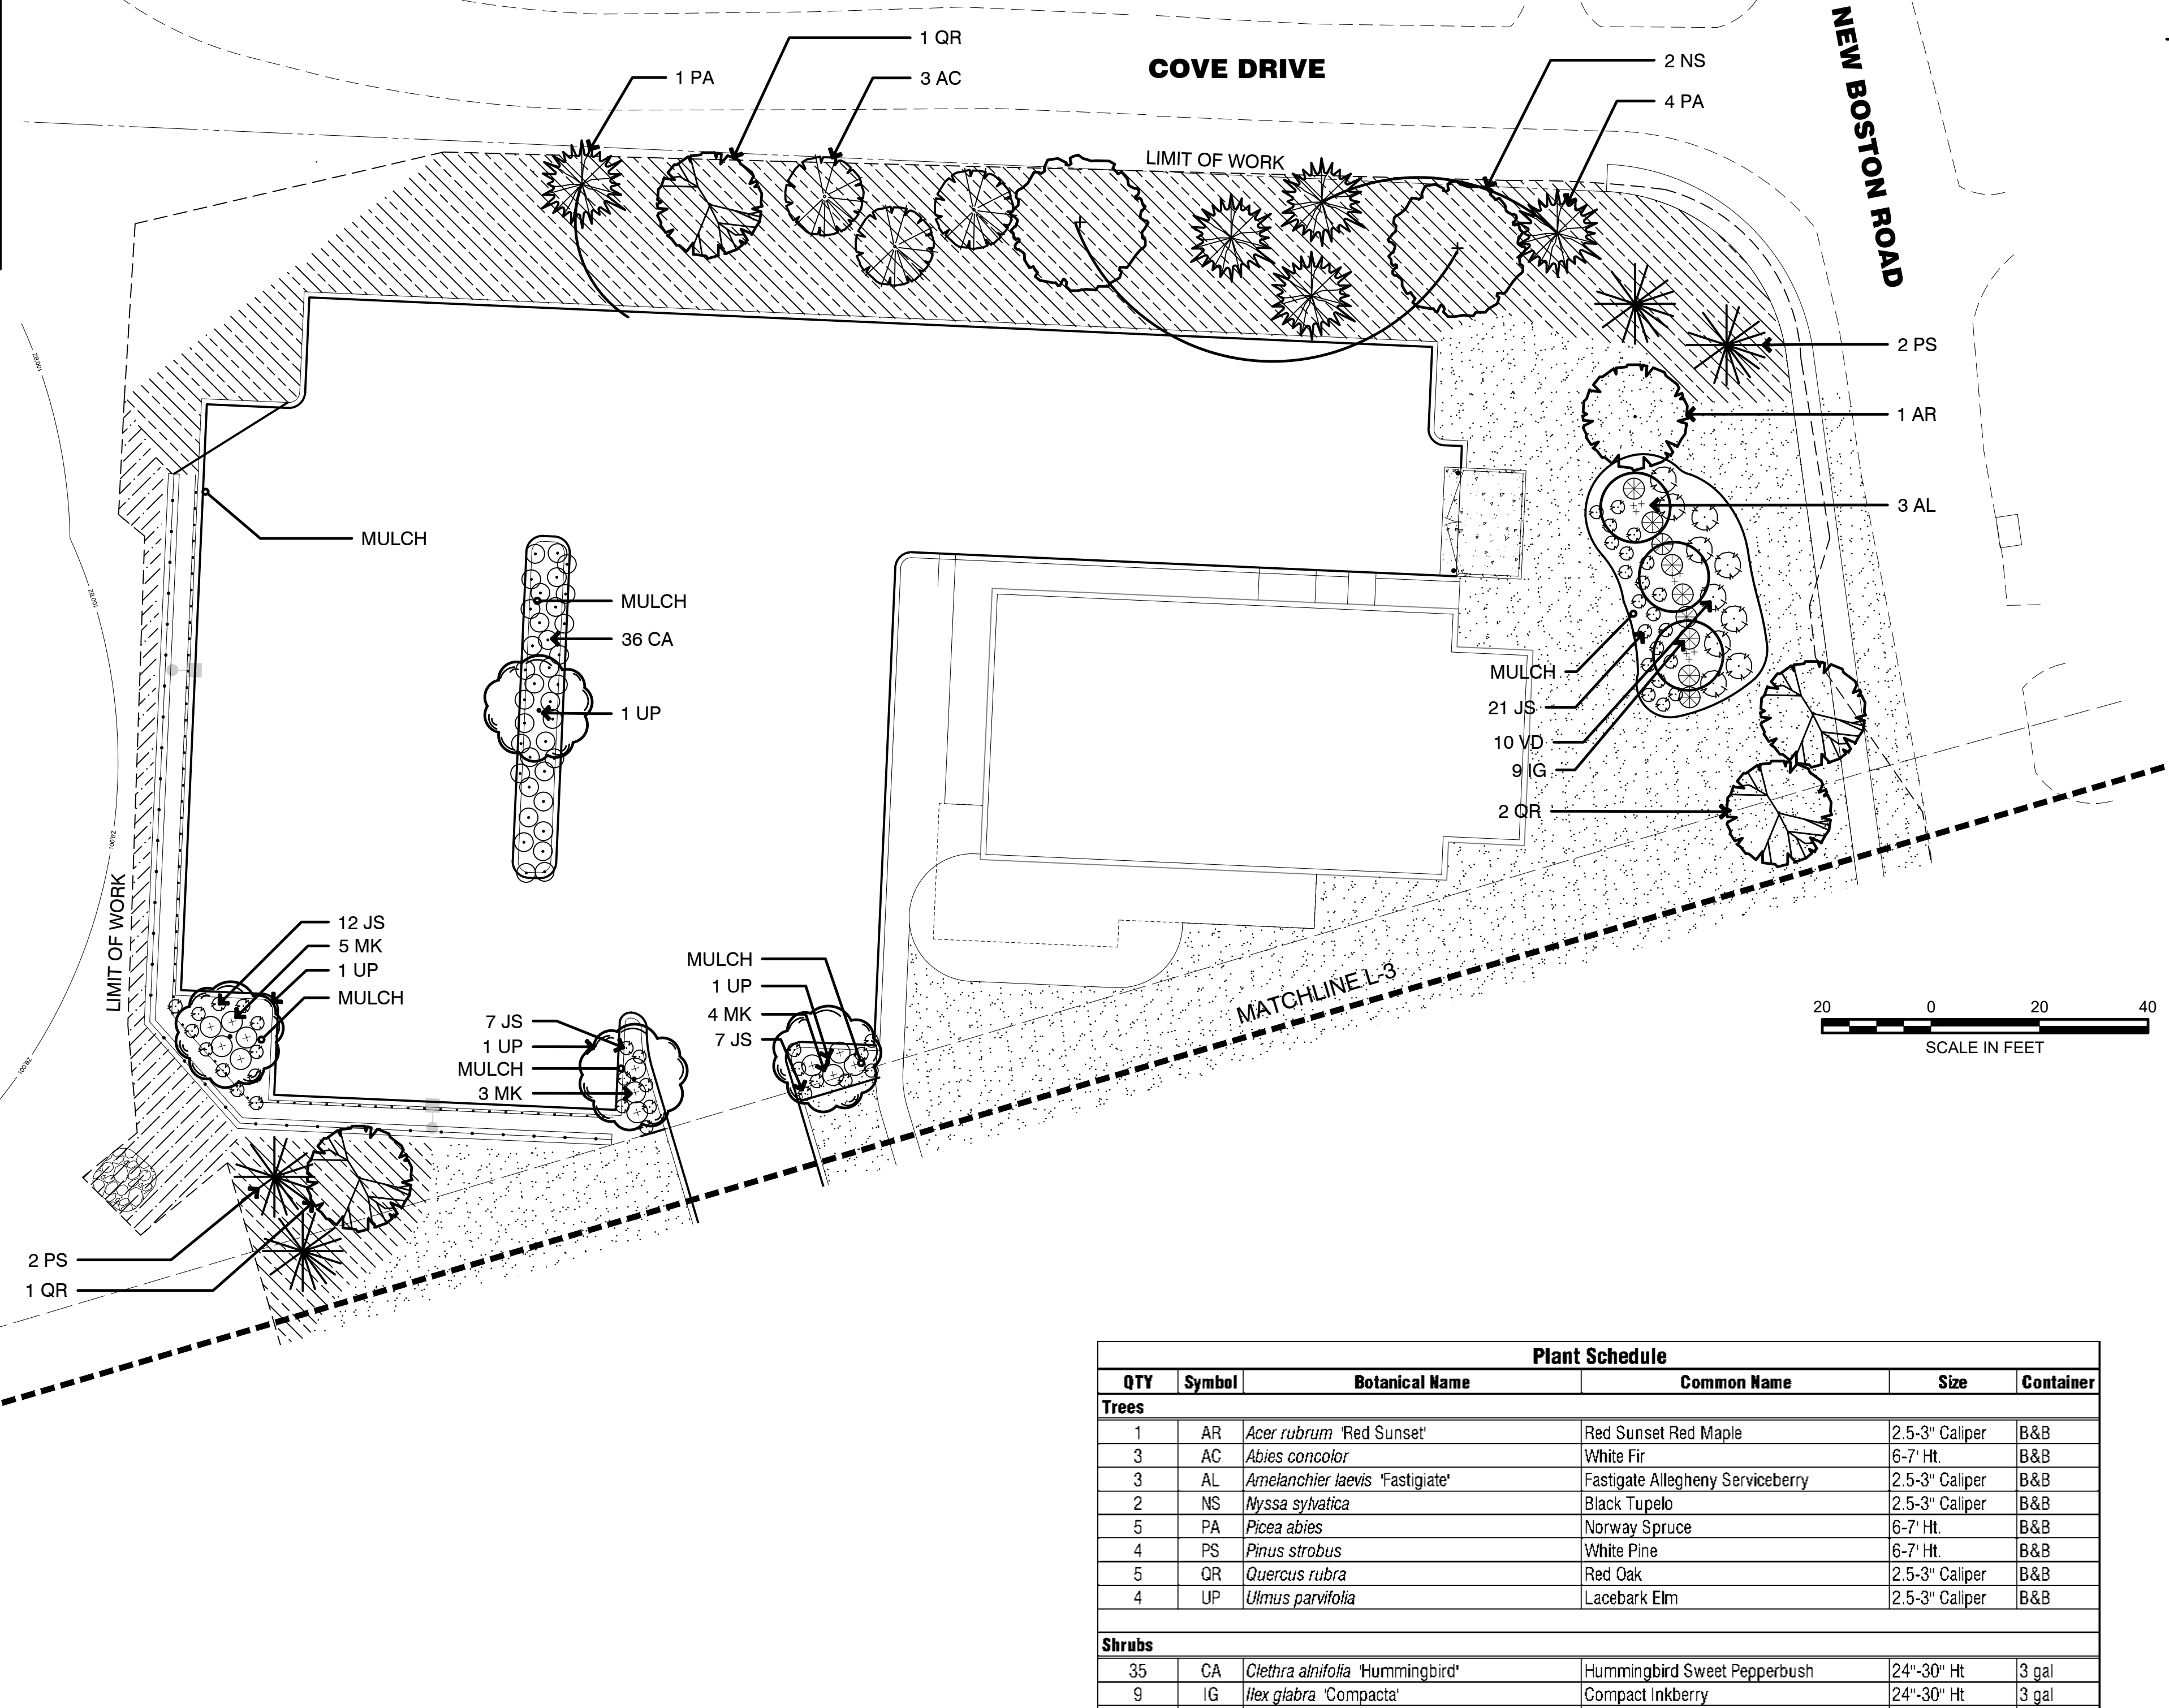 1 QR
COVE DRIVE
2 NS
1 PA
3 AC
4 PA
NEW BOSTON ROAD
LIMIT OF WORK
2 PS
1 AR
3 AL
MULCH
MULCH
36 CA
1 UP
MULCH
21 JS
10 VD
9 IG
2 QR
LIMIT OF WORK
12 JS
5 MK
1 UP
MULCH
MULCH
1 UP
4 MK
7 JS
7 JS
1 UP
MULCH
3 MK
MATCHLINE L-3
20 0 20 40
SCALE IN FEET
2 PS
1 QR
Plant Schedule
QTY Symbol Botanical Name Common Name Size Container
Trees
1 AR Acer rubrum 'Red Sunset' Red Sunset Red Maple 2.5-3" Caliper B&B
3 AC Abies concolor White Fir 6-7' Ht. B&B
3 AL Amelanchier laevis 'Fastigiate' Fastigate Allegheny Serviceberry 2.5-3" Caliper B&B
2 NS Nyssa sylvatica Black Tupelo 2.5-3" Caliper B&B
5 PA Picea abies Norway Spruce 6-7' Ht. B&B
4 PS Pinus strobus White Pine 6-7' Ht. B&B
5 QR Quercus rubra Red Oak 2.5-3" Caliper B&B
4 UP Ulmus parvifolia Lacebark Elm 2.5-3" Caliper B&B
Shrubs
35 CA Clethra alnifolia 'Hummingbird' Hummingbird Sweet Pepperbush 24"-30" Ht 3 gal
9 IG Ilex glabra 'Compacta' Compact Inkberry 24"-30" Ht 3 gal